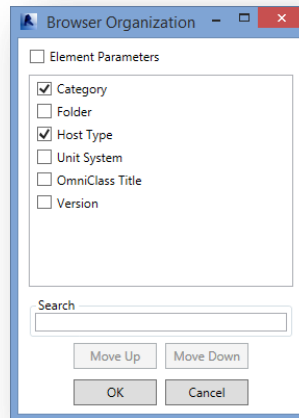 Browser Organization
Element Parameters
Category
Folder
Host Type
Unit System
OmniClass Title
Version
Search
Move Up Move Down
OK Cancel